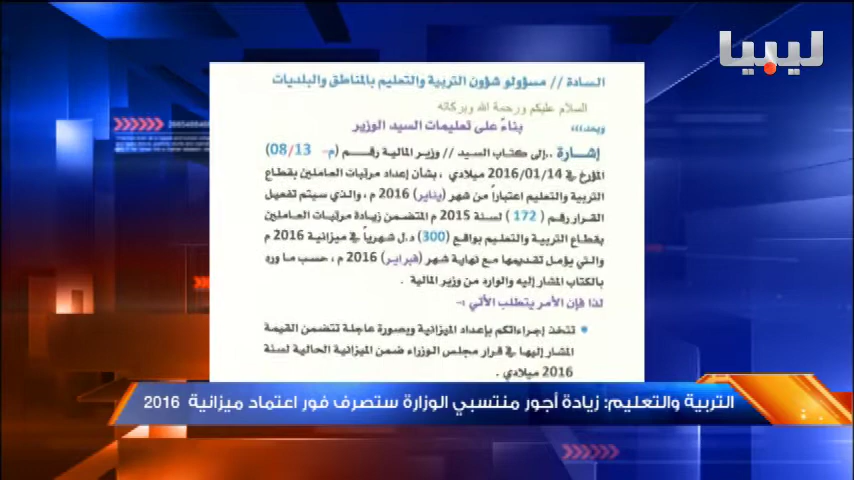 ليبيا
السادة // مسؤولو شؤون التربية والتعليم بالمناطق والبلديات
السلام عليكم ورحمة الله وبركاته
وبعد،،،
بناءً على تعليمات السيد الوزير
إشارة ..إلى كتاب السيد // وزير المالية رقم (م- 08/13)
المؤرخ في 2016/01/14 ميلادي ، بشأن إعداد مرتبات العاملين بقطاع
التربية والتعليم اعتباراً من شهر (يناير) 2016 م ، والذي سيتم تفعيل
القرار رقم ( 172 ) لسنة 2015 م المتضمن زيادة مرتبات العاملين
بقطاع التربية والتعليم بواقع (300) د.ل شهرياً في ميزانية 2016 م
والتي يؤمل تقديمها مع نهاية شهر (فبراير) 2016 م ، حسب ما ورد
بالكتاب المشار إليه والوارد من وزير المالية .
لذا فإن الأمر يتطلب الأتي :-
• تتخذ إجراءاتكم بإعداد الميزانية وبصورة عاجلة تتضمن القيمة
المشار إليها في قرار مجلس الوزراء ضمن الميزانية الحالية لسنة
2016 ميلادي .
التربية والتعليم: زيادة أجور منتسبي الوزارة ستصرف فور اعتماد ميزانية 2016